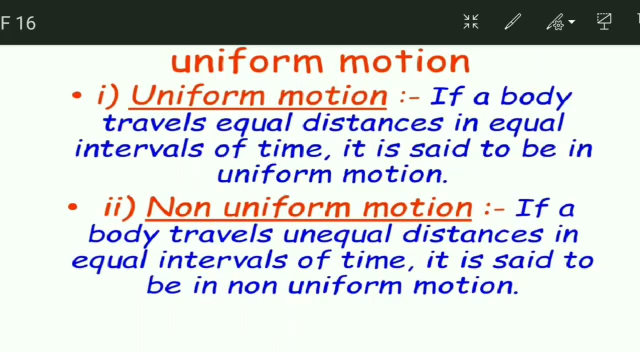 F 16
uniform motion
• i) Uniform motion :- If a body
travels equal distances in equal
intervals of time, it is said to be in
uniform motion.
• ii) Non uniform motion :- If a
body travels unequal distances in
equal intervals of time, it is said to
be in non uniform motion.